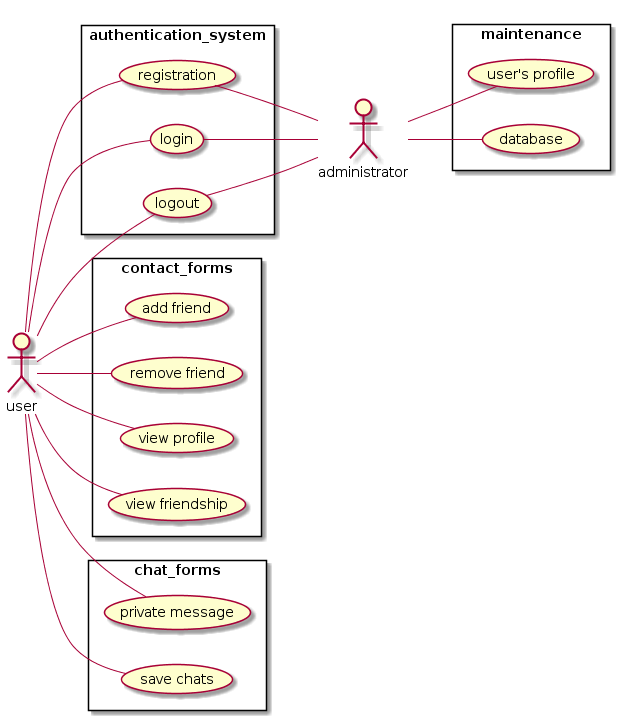 authentication_system
registration
login
logout
maintenance
user's profile
database
administrator
contact_forms
add friend
remove friend
view profile
view friendship
user
chat_forms
private message
save chats